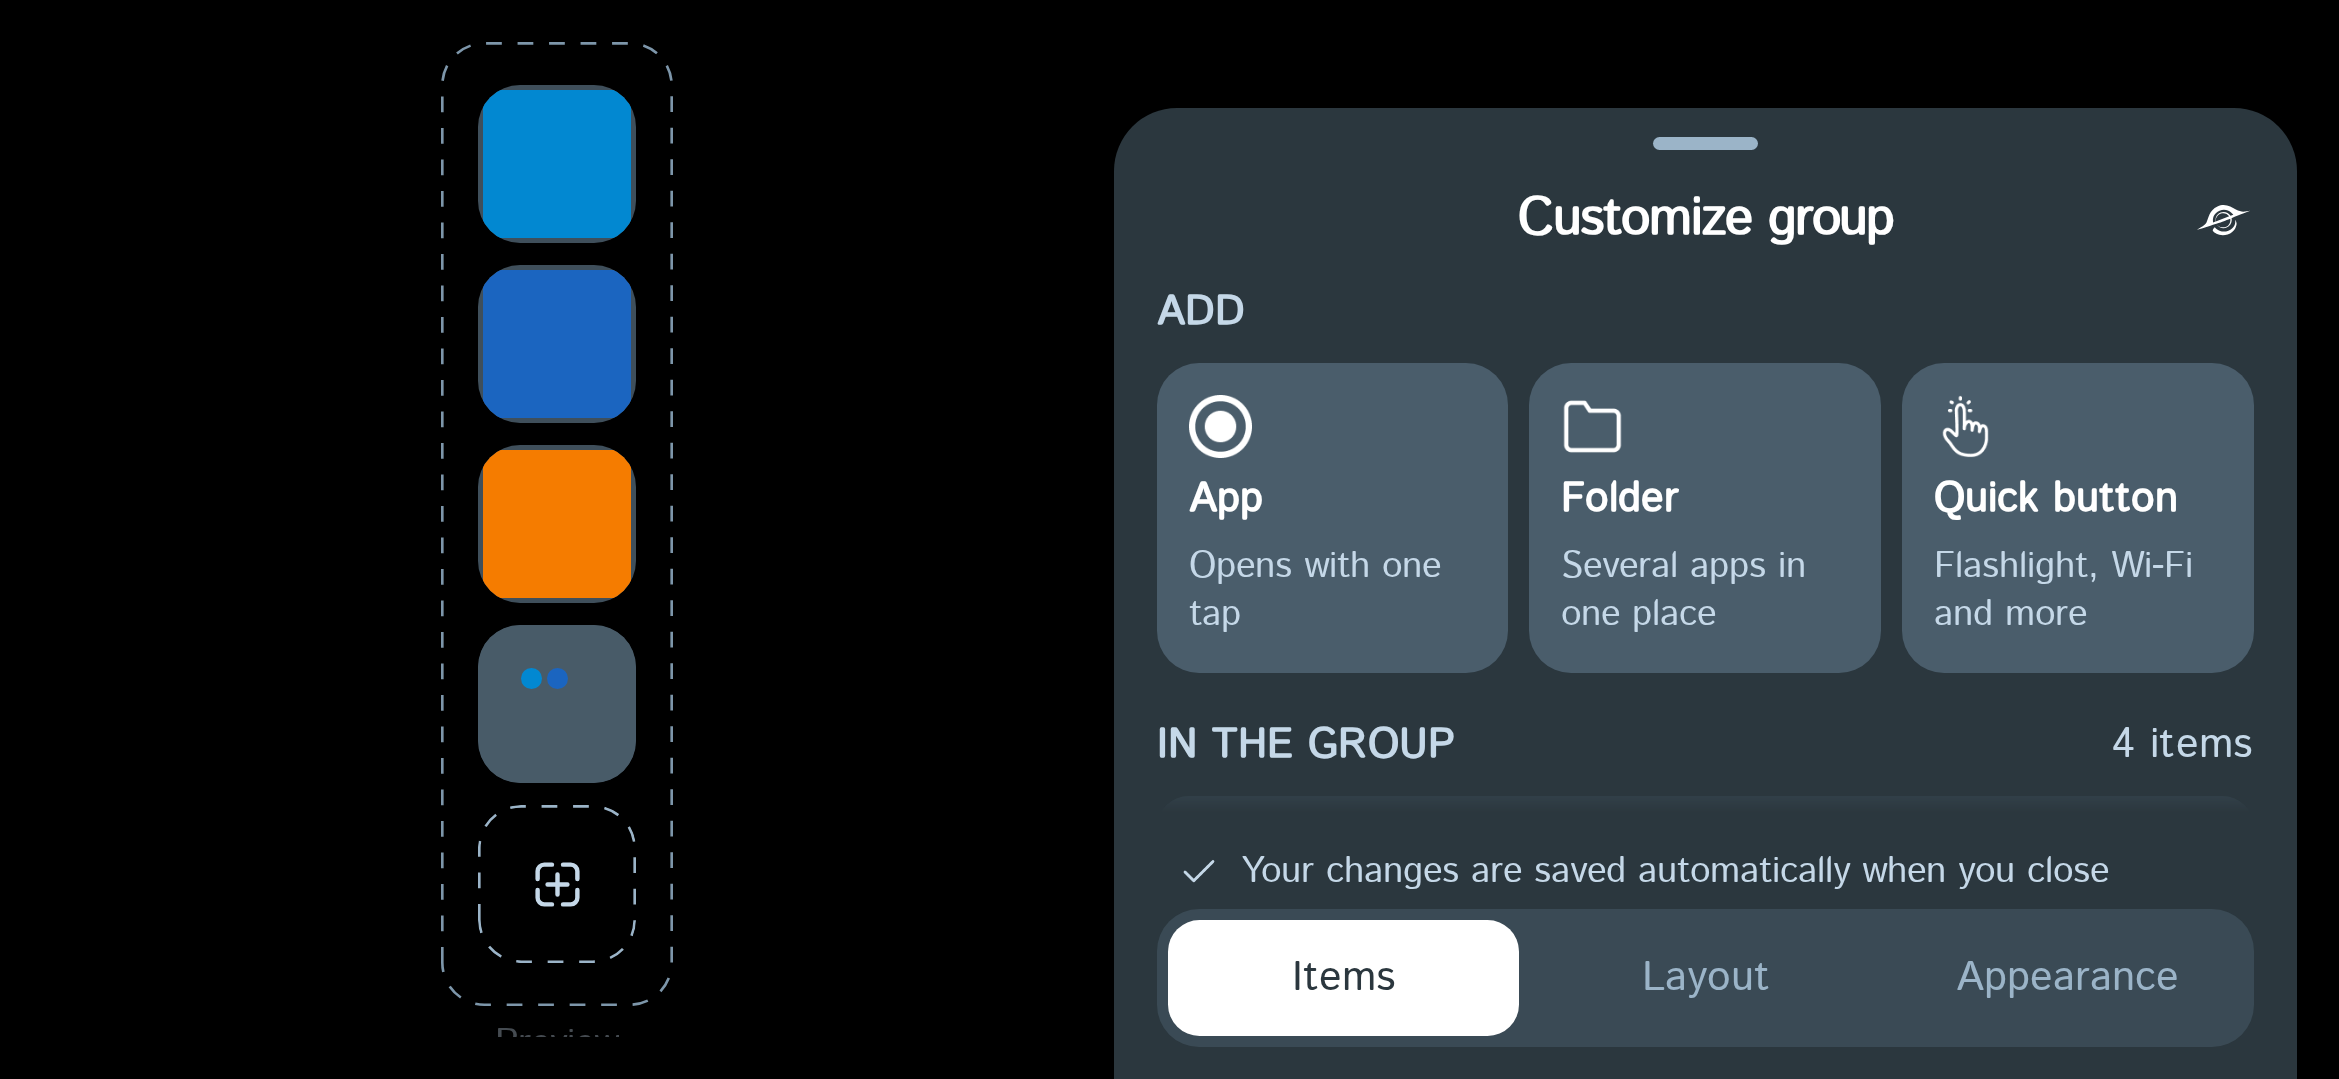 Customize group
ADD
App
Opens with one
tap
Folder
Several apps in
one place
Quick button
Flashlight, Wi-Fi
and more
IN THE GROUP
4 items
Your changes are saved automatically when you close
Items
Layout
Appearance
Preview